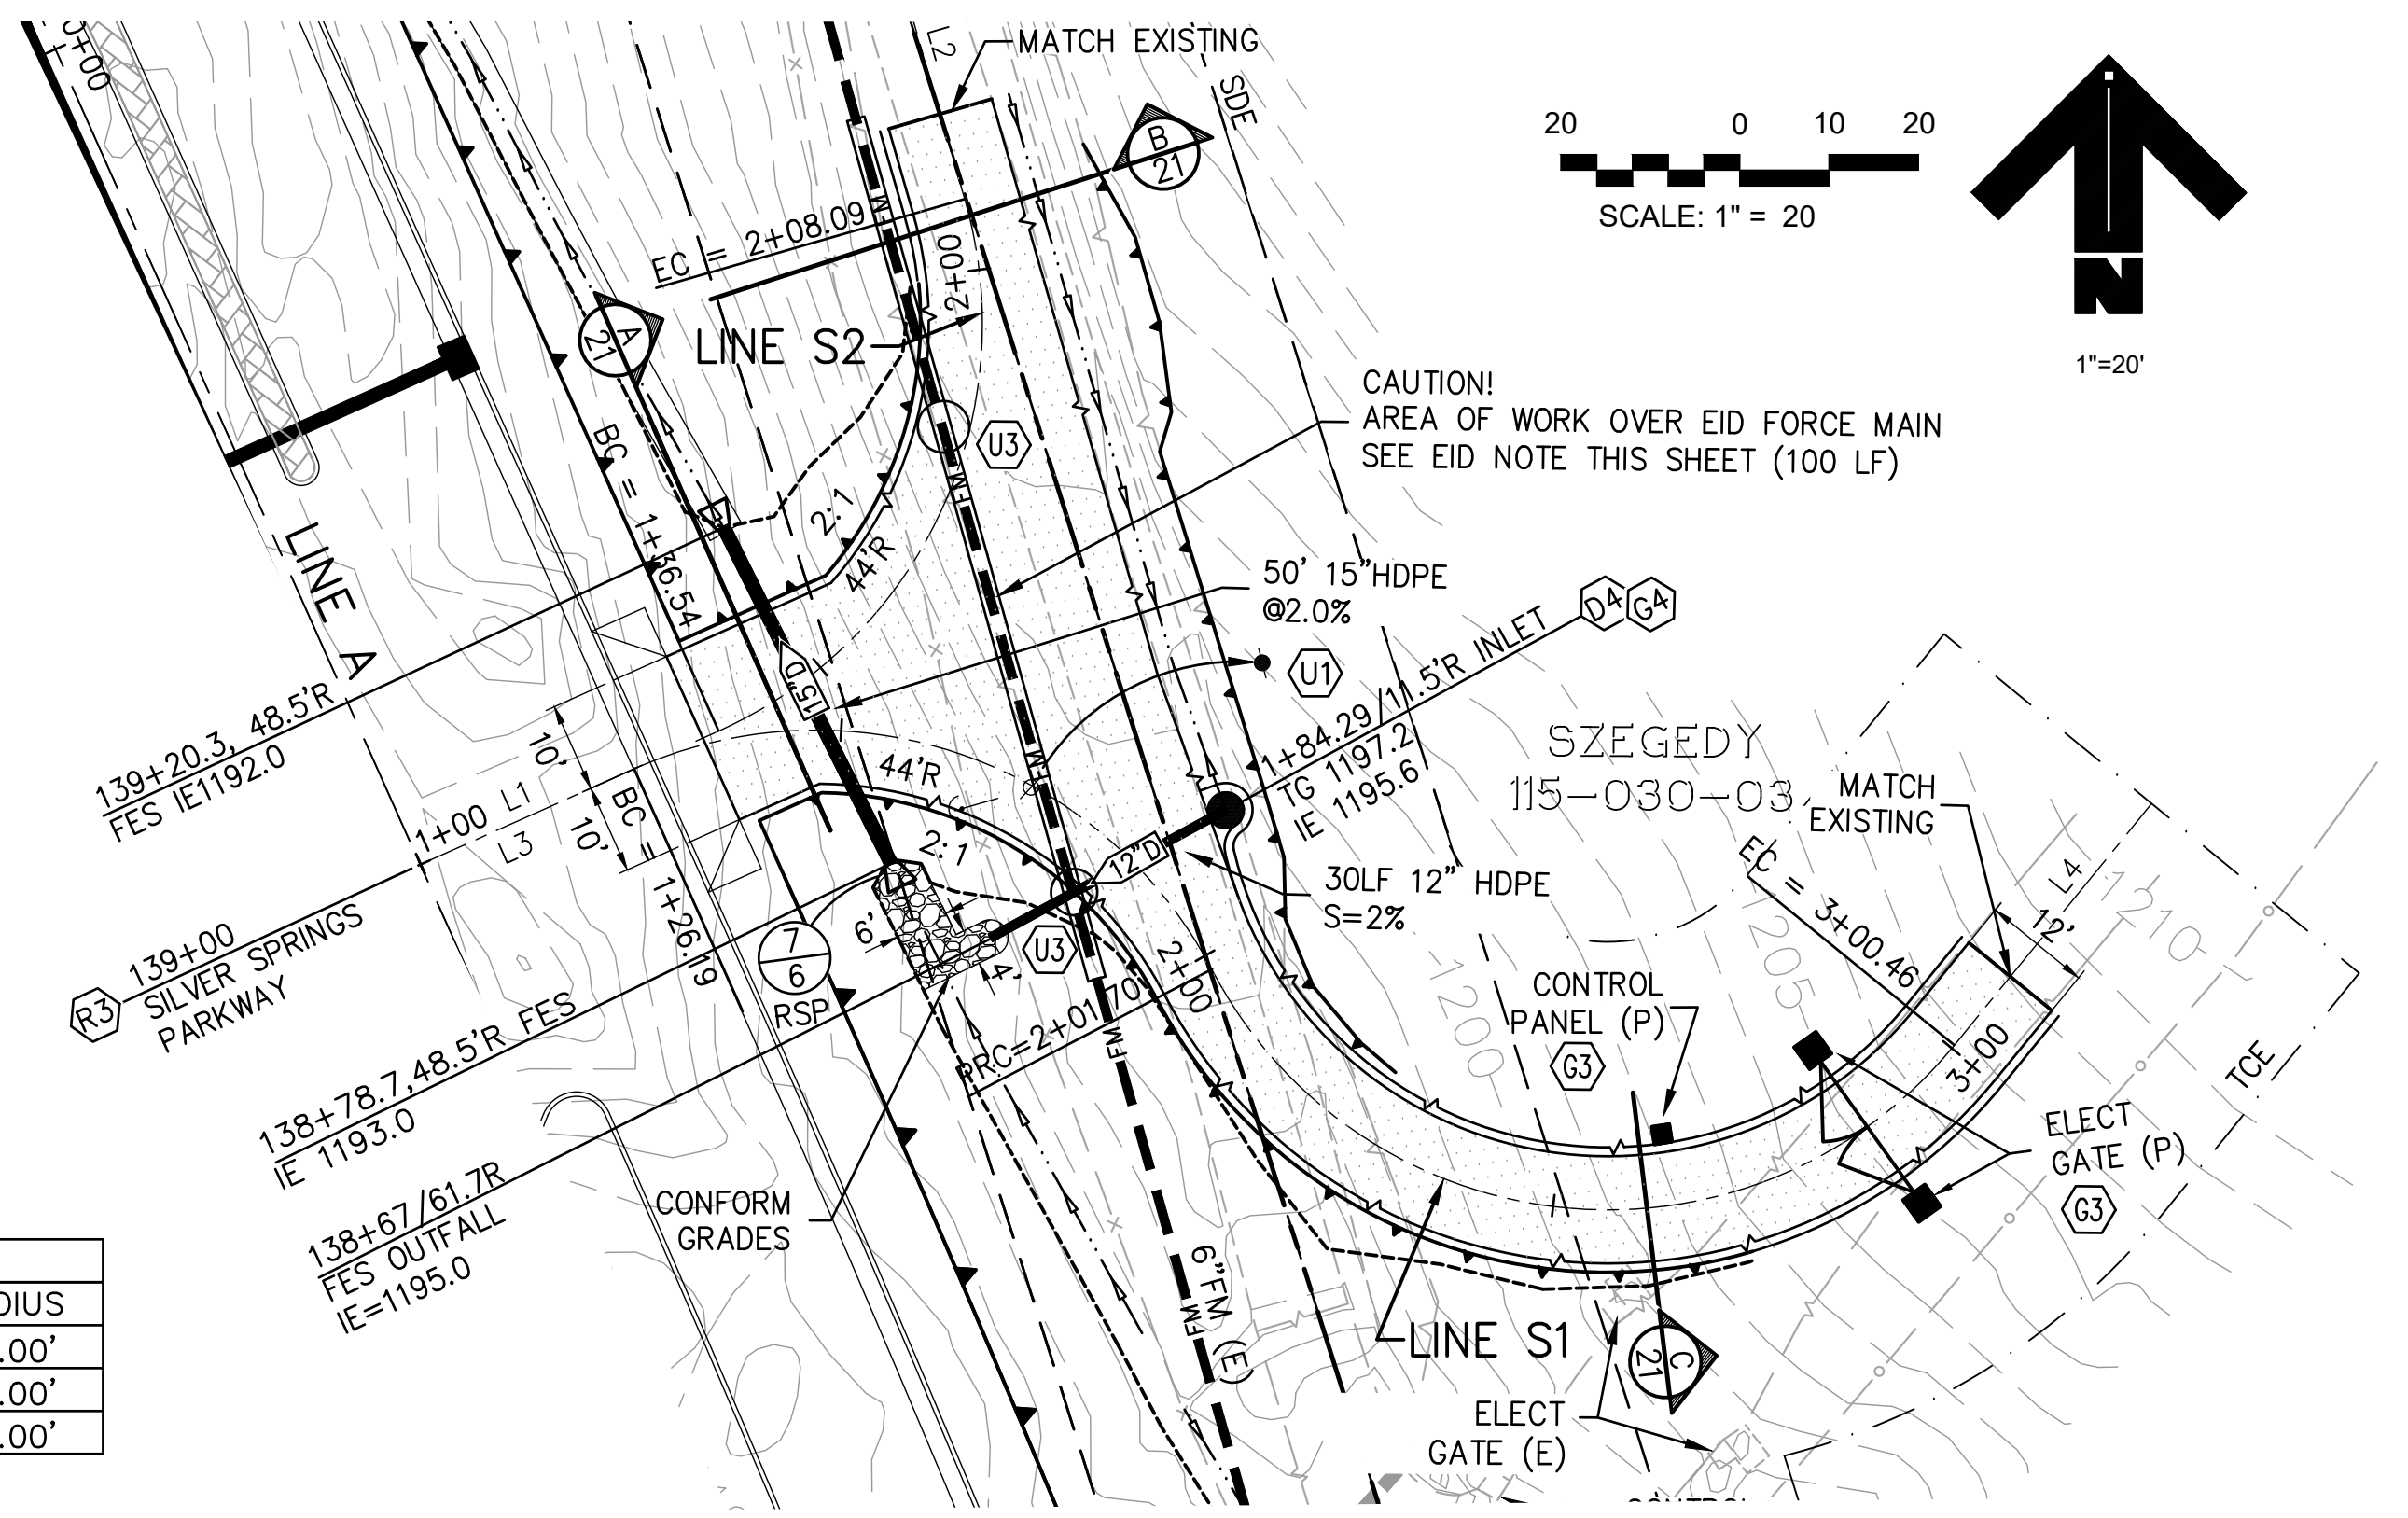 L2
MATCH EXISTING
SDE
B
21
20 0 10 20
SCALE: 1" = 20
N
1"=20'
EC = 2+08.09
2+00
A
21
LINE S2
CAUTION!
AREA OF WORK OVER EID FORCE MAIN
SEE EID NOTE THIS SHEET (100 LF)
U3
FM
BC = 1+36.54
2:1
44'R
LINE A
50' 15"HDPE
@2.0%
15"D
U1
D4
G4
1+84.29/11.5'R INLET
TG 1197.2
IE 1195.6
139+20.3, 48.5'R
FES IE1192.0
SZEGEDY
115-030-03
MATCH
EXISTING
10'
10'
44'R
FM
1+00
L1
L3
BC =
1+26.19
2:1
12"D
30LF 12" HDPE
S=2%
EC = 3+00.46
L4
12'
1210
1205
1200
R3
139+00
SILVER SPRINGS
PARKWAY
7
6
RSP
6'
4'
U3
2+00
PRC=2+01.70
FM
CONTROL
PANEL (P)
G3
3+00
TCE
ELECT
GATE (P)
G3
138+78.7,48.5'R FES
IE 1193.0
138+67/61.7R
FES OUTFALL
IE=1195.0
CONFORM
GRADES
6"FM (E)
FM
LINE S1
C
21
ELECT
GATE (E)
.00'
.00'
.00'